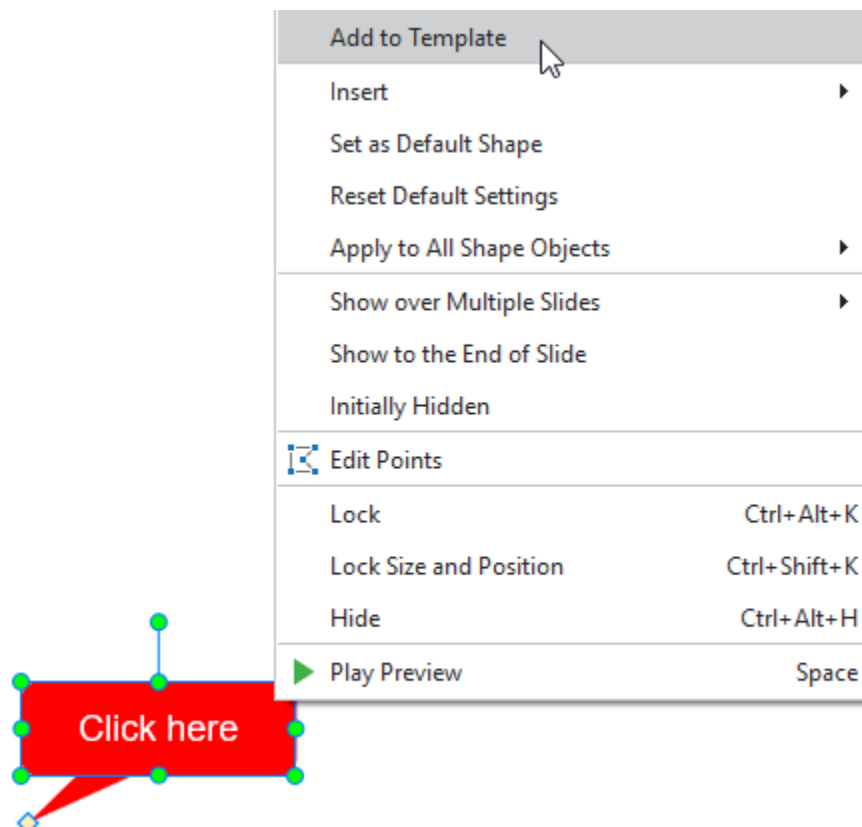 Add to Template
Insert
Set as Default Shape
Reset Default Settings
Apply to All Shape Objects
Show over Multiple Slides
Show to the End of Slide
Initially Hidden
Edit Points
Lock Ctrl+Alt+K
Lock Size and Position Ctrl+Shift+K
Hide Ctrl+Alt+H
Play Preview Space
Click here